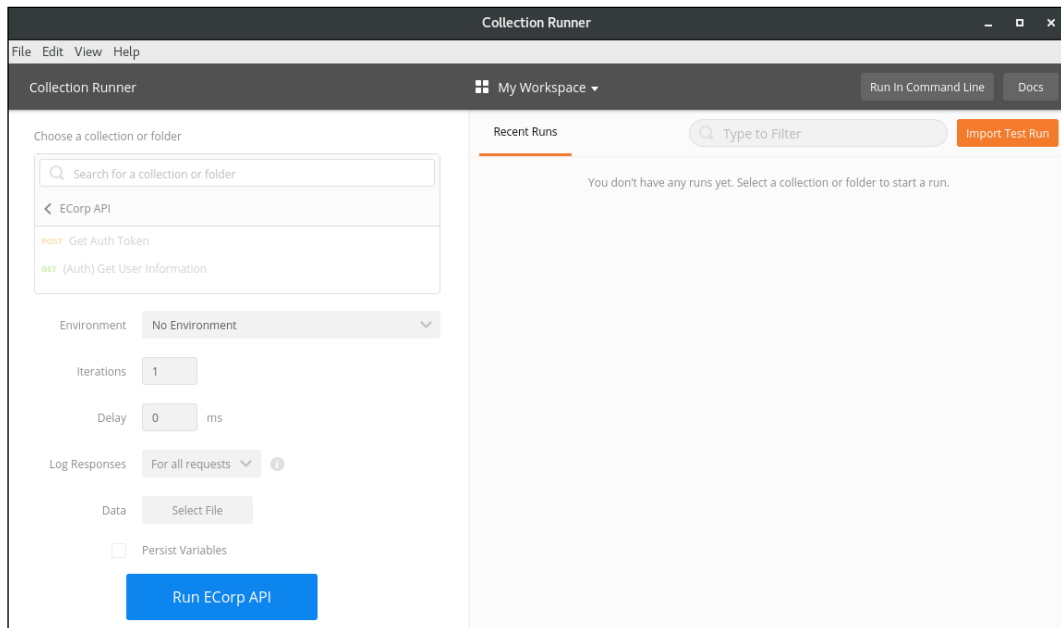 Collection Runner
File Edit View Help
Collection Runner
My Workspace
Run In Command Line
Docs
Choose a collection or folder
Search for a collection or folder
ECorp API
POST Get Auth Token
GET (Auth) Get User Information
Environment No Environment
Iterations 1
Delay 0 ms
Log Responses For all requests
Data Select File
Persist Variables
Run ECorp API
Recent Runs
Type to Filter
Import Test Run
You don't have any runs yet. Select a collection or folder to start a run.